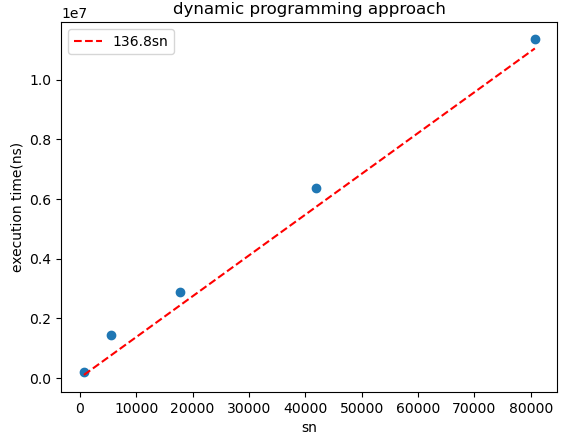 dynamic programming approach
1e7
136.8sn
1.0
0.8
0.6
0.4
0.2
0.0
execution time(ns)
0 10000 20000 30000 40000 50000 60000 70000 80000
sn